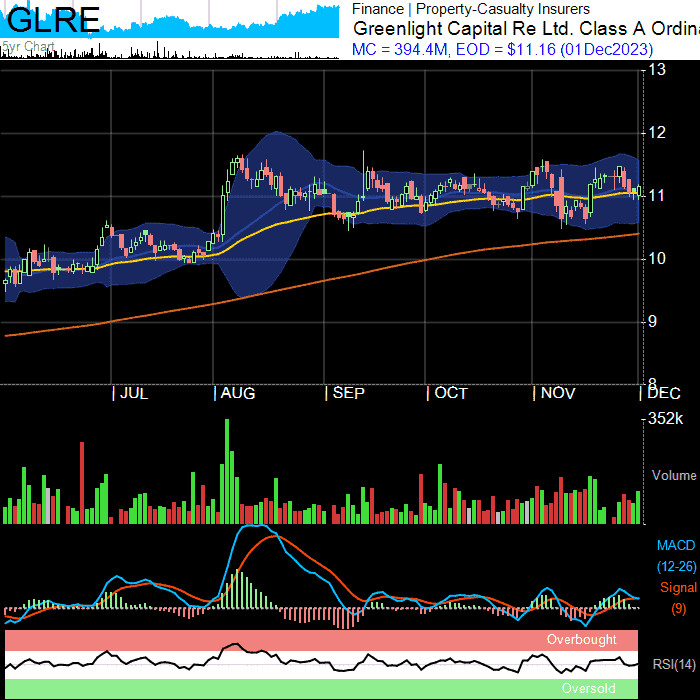 GLRE
5yr Chart
Finance | Property-Casualty Insurers
Greenlight Capital Re Ltd. Class A Ordina
MC = 394.4M, EOD = $11.16 (01Dec2023)
13
12
11
10
9
8
| JUL | AUG | SEP | OCT | NOV | DEC
352k
Volume
MACD
(12-26)
Signal
(9)
Overbought
RSI(14)
Oversold